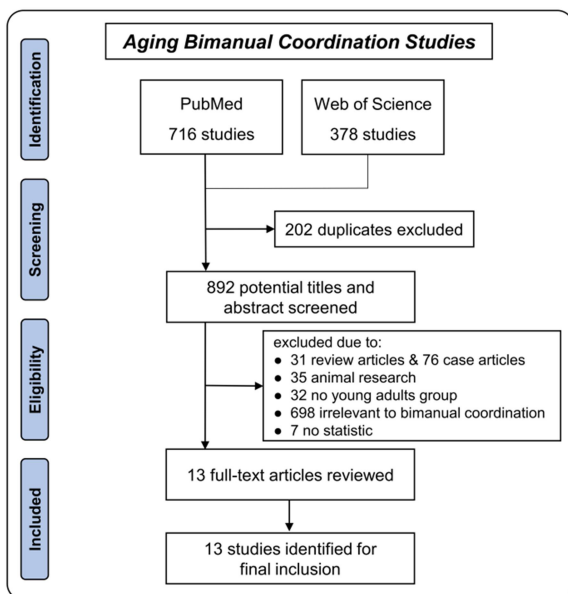 Aging Bimanual Coordination Studies
Identification
PubMed
716 studies
Web of Science
378 studies
Screening
202 duplicates excluded
892 potential titles and
abstract screened
Eligibility
excluded due to:
● 31 review articles & 76 case articles
● 35 animal research
● 32 no young adults group
● 698 irrelevant to bimanual coordination
● 7 no statistic
13 full-text articles reviewed
Included
13 studies identified for
final inclusion